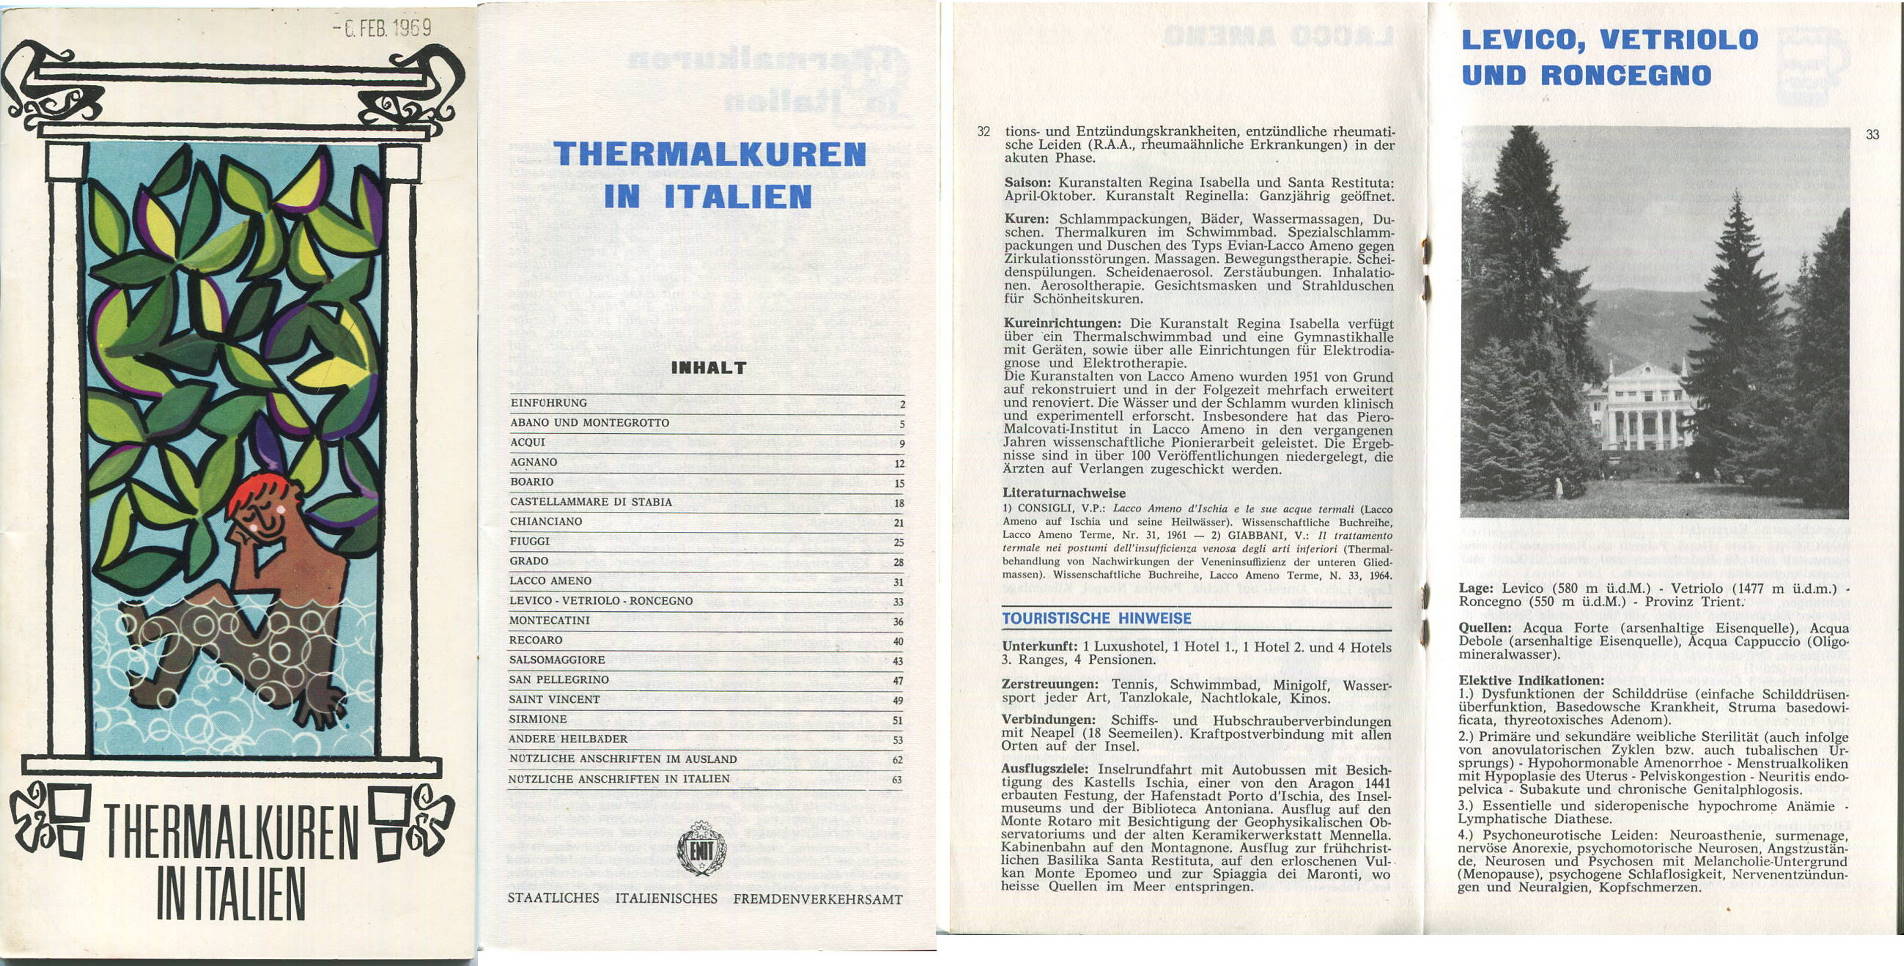 -6. FEB. 1969
THERMALKUREN
IN ITALIEN
THERMALKUREN
IN ITALIEN
INHALT
EINFÜHRUNG 2
ABANO UND MONTEGROTTO 5
ACQUI 9
AGNANO 12
BOARIO 15
CASTELLAMMARE DI STABIA 18
CHIANCIANO 21
FIUGGI 25
GRADO 28
LACCO AMENO 31
LEVICO - VETRIOLO - RONCEGNO 33
MONTECATINI 36
RECOARO 40
SALSOMAGGIORE 43
SAN PELLEGRINO 47
SAINT VINCENT 49
SIRMIONE 51
ANDERE HEILBÄDER 53
NÜTZLICHE ANSCHRIFTEN IM AUSLAND 62
NÜTZLICHE ANSCHRIFTEN IN ITALIEN 63
ENIT
STAATLICHES ITALIENISCHES FREMDENVERKEHRSAMT
32
tions- und Entzündungskrankheiten, entzündliche rheumati-
sche Leiden (R.A.A., rheumaähnliche Erkrankungen) in der
akuten Phase.
Saison: Kuranstalten Regina Isabella und Santa Restituta:
April-Oktober. Kuranstalt Reginella: Ganzjährig geöffnet.
Kuren: Schlammpackungen, Bäder, Wassermassagen, Du-
schen. Thermalkuren im Schwimmbad. Spezialschlamm-
packungen und Duschen des Typs Evian-Lacco Ameno gegen
Zirkulationsstörungen. Massagen. Bewegungstherapie. Schei-
denspülungen. Scheidenaerosol. Zerstäubungen. Inhalatio-
nen. Aerosoltherapie. Gesichtsmasken und Strahlduschen
für Schönheitskuren.
Kureinrichtungen: Die Kuranstalt Regina Isabella verfügt
über ein Thermalschwimmbad und eine Gymnastikhalle
mit Geräten, sowie über alle Einrichtungen für Elektrodia-
gnose und Elektrotherapie.
Die Kuranstalten von Lacco Ameno wurden 1951 von Grund
auf rekonstruiert und in der Folgezeit mehrfach erweitert
und renoviert. Die Wässer und der Schlamm wurden klinisch
und experimentell erforscht. Insbesondere hat das Piero-
Malcovati-Institut in Lacco Ameno in den vergangenen
Jahren wissenschaftliche Pionierarbeit geleistet. Die Ergeb-
nisse sind in über 100 Veröffentlichungen niedergelegt, die
Ärzten auf Verlangen zugeschickt werden.
Literaturnachweise
1) CONSIGLI, V.P.: Lacco Ameno d'Ischia e le sue acque termali (Lacco
Ameno auf Ischia und seine Heilwässer). Wissenschaftliche Buchreihe,
Lacco Ameno Terme, Nr. 31, 1961 — 2) GIABBANI, V.: Il trattamento
termale nei postumi dell'insufficienza venosa degli arti inferiori (Thermal-
behandlung von Nachwirkungen der Veneninsuffizienz der unteren Glied-
massen). Wissenschaftliche Buchreihe, Lacco Ameno Terme, N. 33, 1964.
TOURISTISCHE HINWEISE
Unterkunft: 1 Luxushotel, 1 Hotel 1., 1 Hotel 2. und 4 Hotels
3. Ranges, 4 Pensionen.
Zerstreuungen: Tennis, Schwimmbad, Minigolf, Wasser-
sport jeder Art, Tanzlokale, Nachtlokale, Kinos.
Verbindungen: Schiffs- und Hubschrauberverbindungen
mit Neapel (18 Seemeilen). Kraftpostverbindung mit allen
Orten auf der Insel.
Ausflugsziele: Inselrundfahrt mit Autobussen mit Besich-
tigung des Kastells Ischia, einer von den Aragon 1441
erbauten Festung, der Hafenstadt Porto d'Ischia, des Insel-
museums und der Biblioteca Antoniana. Ausflug auf den
Monte Rotaro mit Besichtigung der Geophysikalischen Ob-
servatoriums und der alten Keramikerwerkstatt Mennella.
Kabinenbahn auf den Montagnone. Ausflug zur frühchrist-
lichen Basilika Santa Restituta, auf den erloschenen Vul-
kan Monte Epomeo und zur Spiaggia dei Maronti, wo
heisse Quellen im Meer entspringen.
LEVICO, VETRIOLO
UND RONCEGNO
33
Lage: Levico (580 m ü.d.M.) - Vetriolo (1477 m ü.d.m.) -
Roncegno (550 m ü.d.M.) - Provinz Trient.
Quellen: Acqua Forte (arsenhaltige Eisenquelle), Acqua
Debole (arsenhaltige Eisenquelle), Acqua Cappuccio (Oligo-
mineralwasser).
Elektive Indikationen:
1.) Dysfunktionen der Schilddrüse (einfache Schilddrüsen-
überfunktion, Basedowsche Krankheit, Struma basedowi-
ficata, thyreotoxisches Adenom).
2.) Primäre und sekundäre weibliche Sterilität (auch infolge
von anovulatorischen Zyklen bzw. auch tubalischen Ur-
sprungs) - Hypohormonable Amenorrhoe - Menstrualkoliken
mit Hypoplasie des Uterus - Pelviskongestion - Neuritis endo-
pelvica - Subakute und chronische Genitalphlogosis.
3.) Essentielle und sideropenische hypochrome Anämie -
Lymphatische Diathese.
4.) Psychoneurotische Leiden: Neuroasthenie, surmenage,
nervöse Anorexie, psychomotorische Neurosen, Angstzustän-
de, Neurosen und Psychosen mit Melancholie-Untergrund
(Menopause), psychogene Schlaflosigkeit, Nervenentzündun-
gen und Neuralgien, Kopfschmerzen.